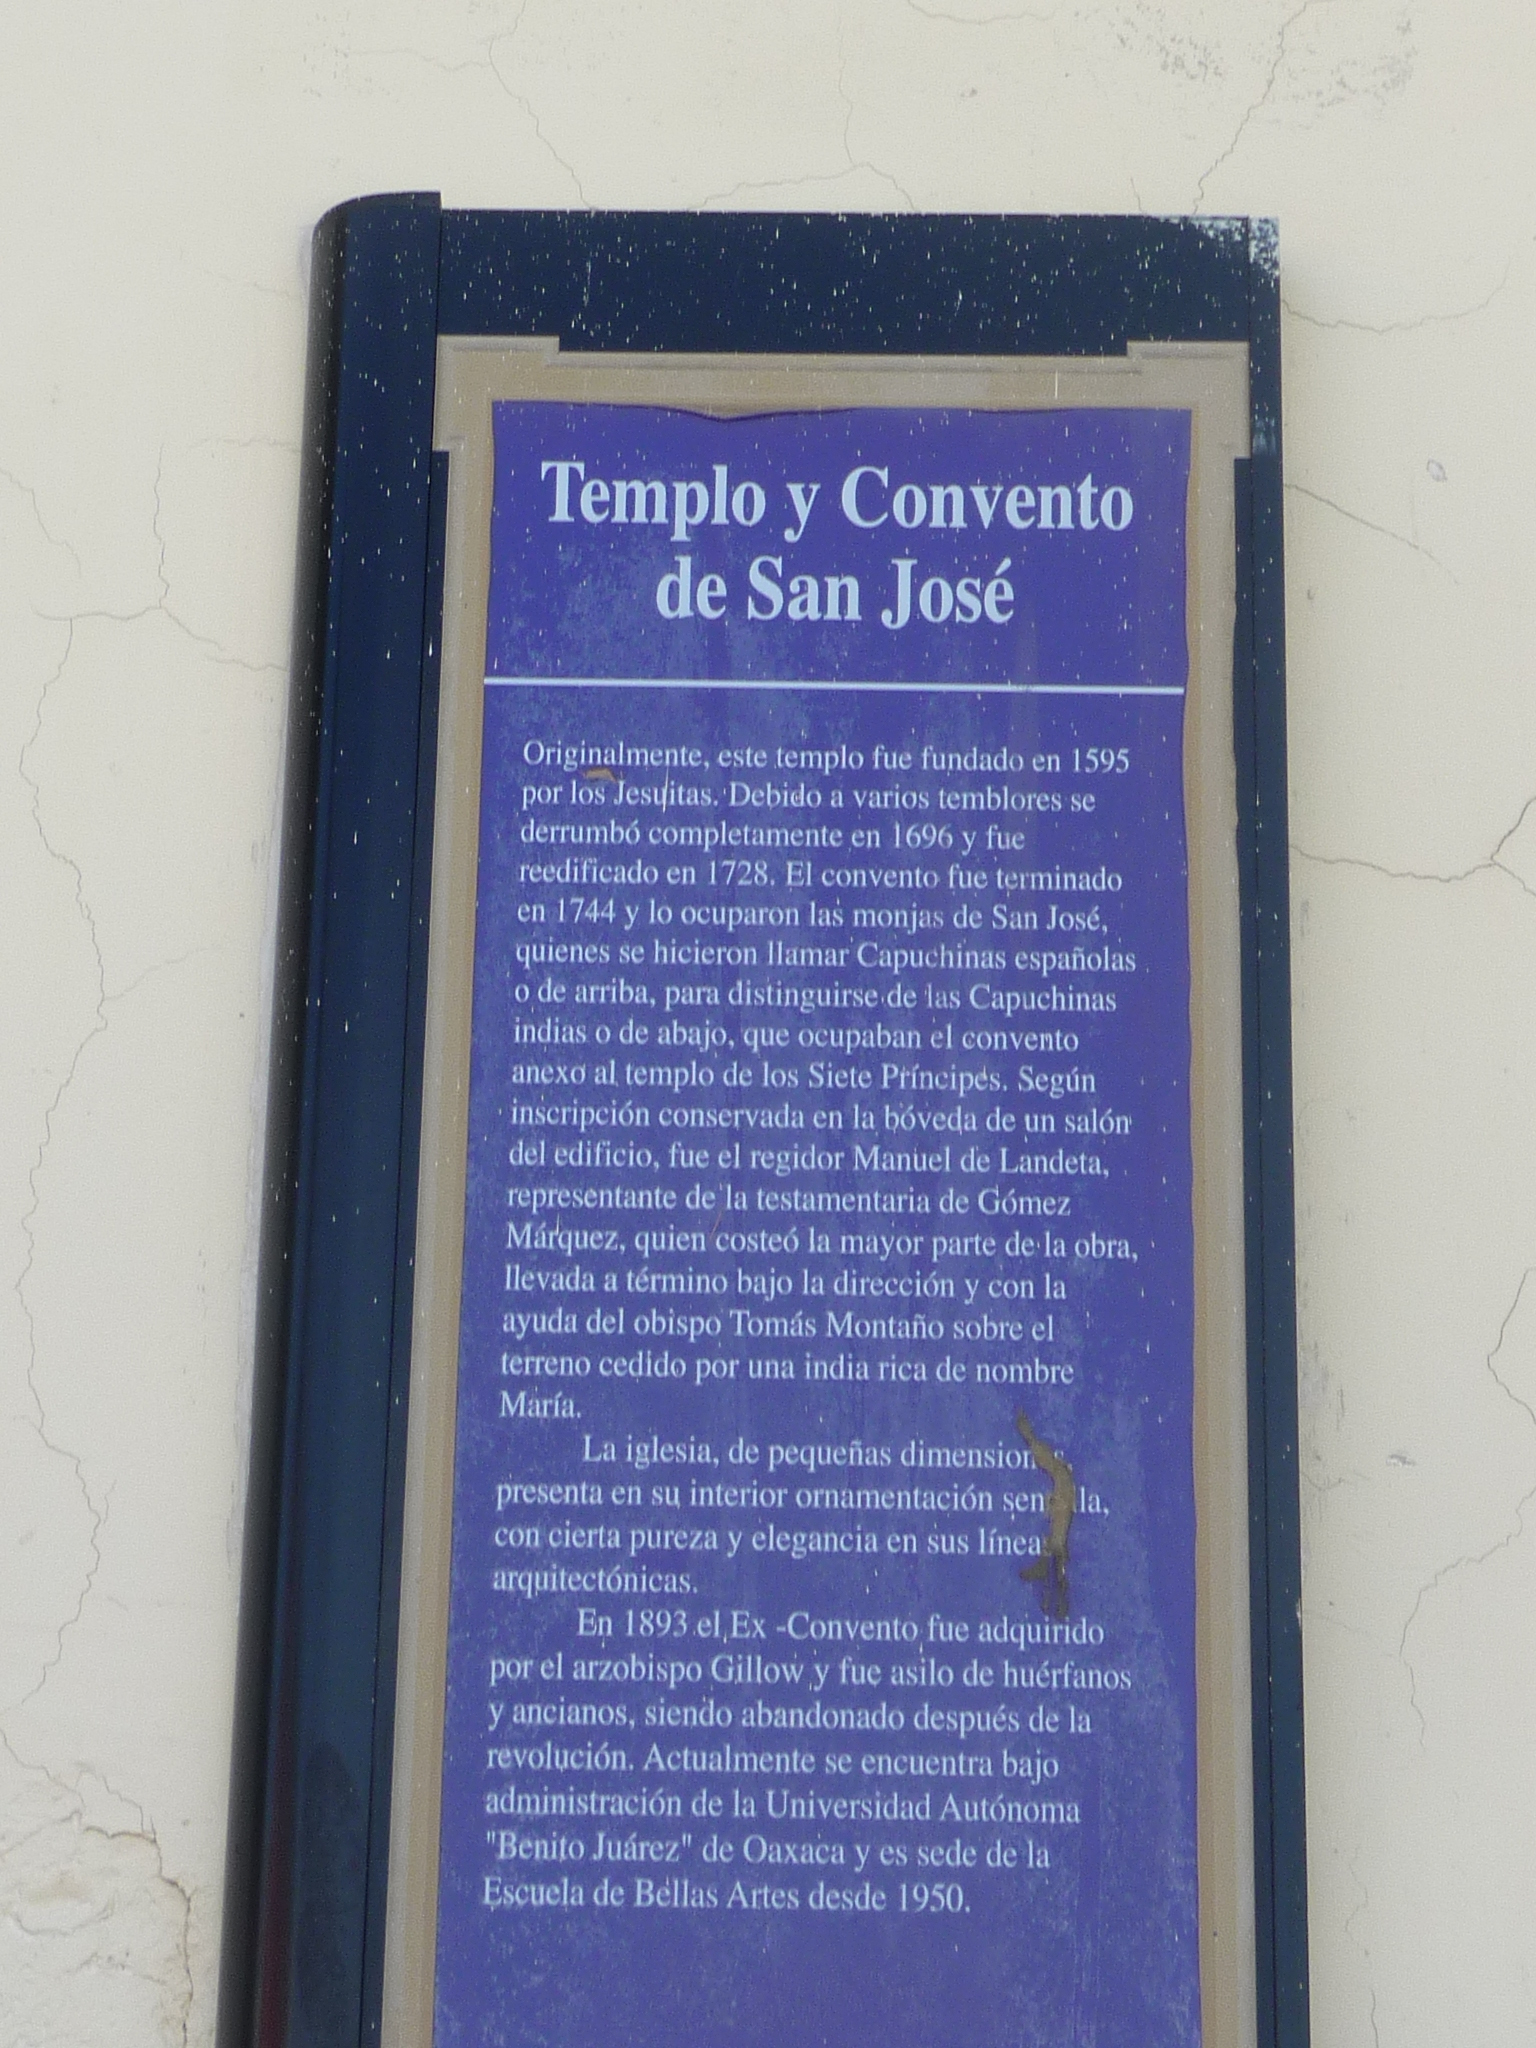 Templo y Convento
de San José
Originalmente, este templo fue fundado en 1595
por los Jesuitas. Debido a varios temblores se
derrumbó completamente en 1696 y fue
reedificado en 1728. El convento fue terminado
en 1744 y lo ocuparon las monjas de San José,
quienes se hicieron llamar Capuchinas españolas
o de arriba, para distinguirse de las Capuchinas
indias o de abajo, que ocupaban el convento
anexo al templo de los Siete Príncipes. Según
inscripción conservada en la bóveda de un salón
del edificio, fue el regidor Manuel de Landeta,
representante de la testamentaria de Gómez
Márquez, quien costeó la mayor parte de la obra,
llevada a término bajo la dirección y con la
ayuda del obispo Tomás Montaño sobre el
terreno cedido por una india rica de nombre
María.
La iglesia, de pequeñas dimensiones,
presenta en su interior ornamentación sencilla,
con cierta pureza y elegancia en sus líneas
arquitectónicas.
En 1893 el Ex -Convento fue adquirido
por el arzobispo Gillow y fue asilo de huérfanos
y ancianos, siendo abandonado después de la
revolución. Actualmente se encuentra bajo
administración de la Universidad Autónoma
"Benito Juárez" de Oaxaca y es sede de la
Escuela de Bellas Artes desde 1950.